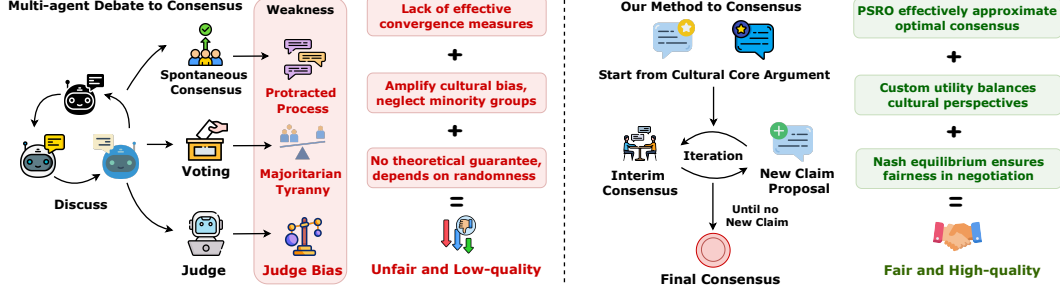 Multi-agent Debate to Consensus
Discuss
Spontaneous
Consensus
Voting
Judge
Weakness
Protracted
Process
Majoritarian
Tyranny
Judge Bias
Lack of effective
convergence measures
+
Amplify cultural bias,
neglect minority groups
+
No theoretical guarantee,
depends on randomness
=
Unfair and Low-quality
Our Method to Consensus
Start from Cultural Core Argument
Iteration
Interim
Consensus
New Claim
Proposal
Until no
New Claim
Final Consensus
PSRO effectively approximate
optimal consensus
+
Custom utility balances
cultural perspectives
+
Nash equilibrium ensures
fairness in negotiation
=
Fair and High-quality